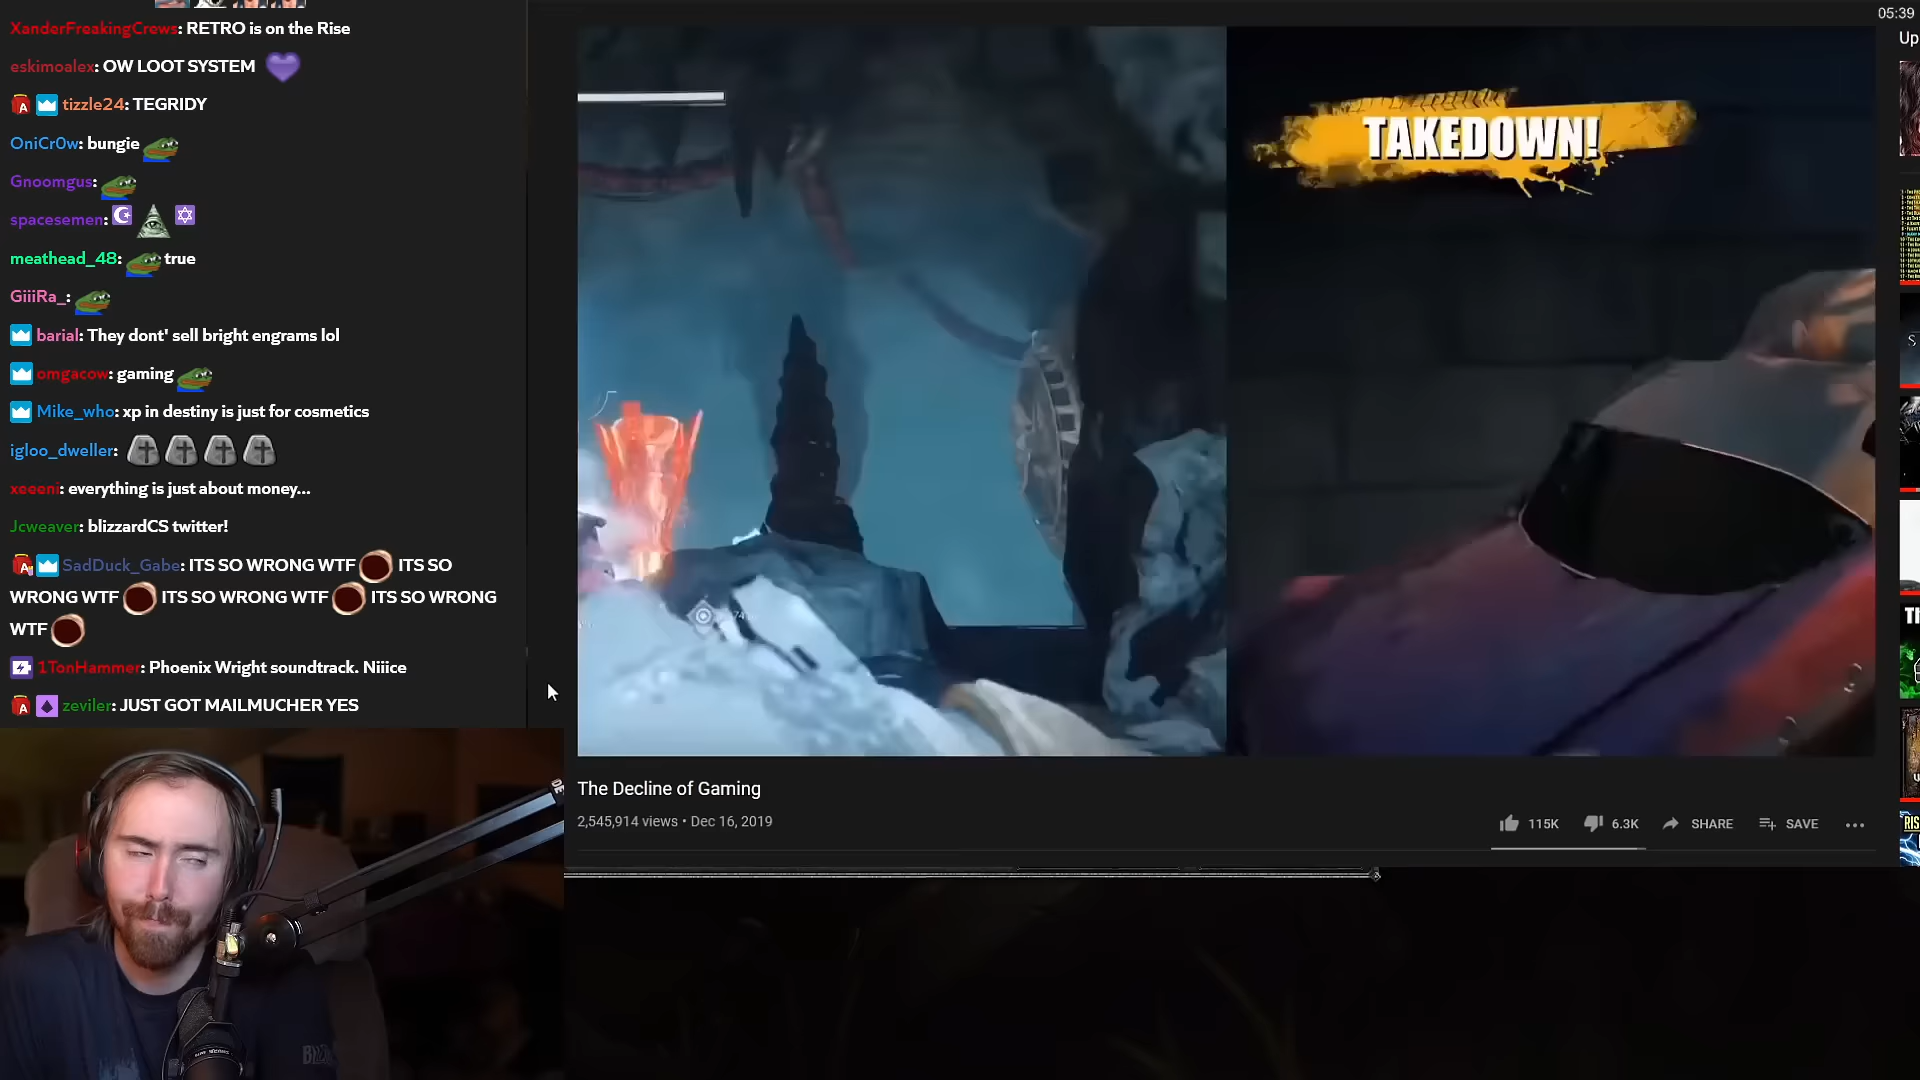 XanderFreakingCrews: RETRO is on the Rise
eskimoalex: OW LOOT SYSTEM
tizzle24: TEGRIDY
OniCr0w: bungie
Gnoomgus:
spacesemen:
meathead_48: true
GiiiRa_:
barial: They dont' sell bright engrams lol
omgacow: gaming
Mike_who: xp in destiny is just for cosmetics
igloo_dweller:
xeeeni: everything is just about money...
Jcweaver: blizzardCS twitter!
SadDuck_Gabe: ITS SO WRONG WTF ITS SO
WRONG WTF ITS SO WRONG WTF ITS SO WRONG
WTF
1TonHammer: Phoenix Wright soundtrack. Niiice
zeviler: JUST GOT MAILMUCHER YES
05:39
Up
TAKEDOWN!
The Decline of Gaming
2,545,914 views • Dec 16, 2019
115K 6.3K SHARE SAVE